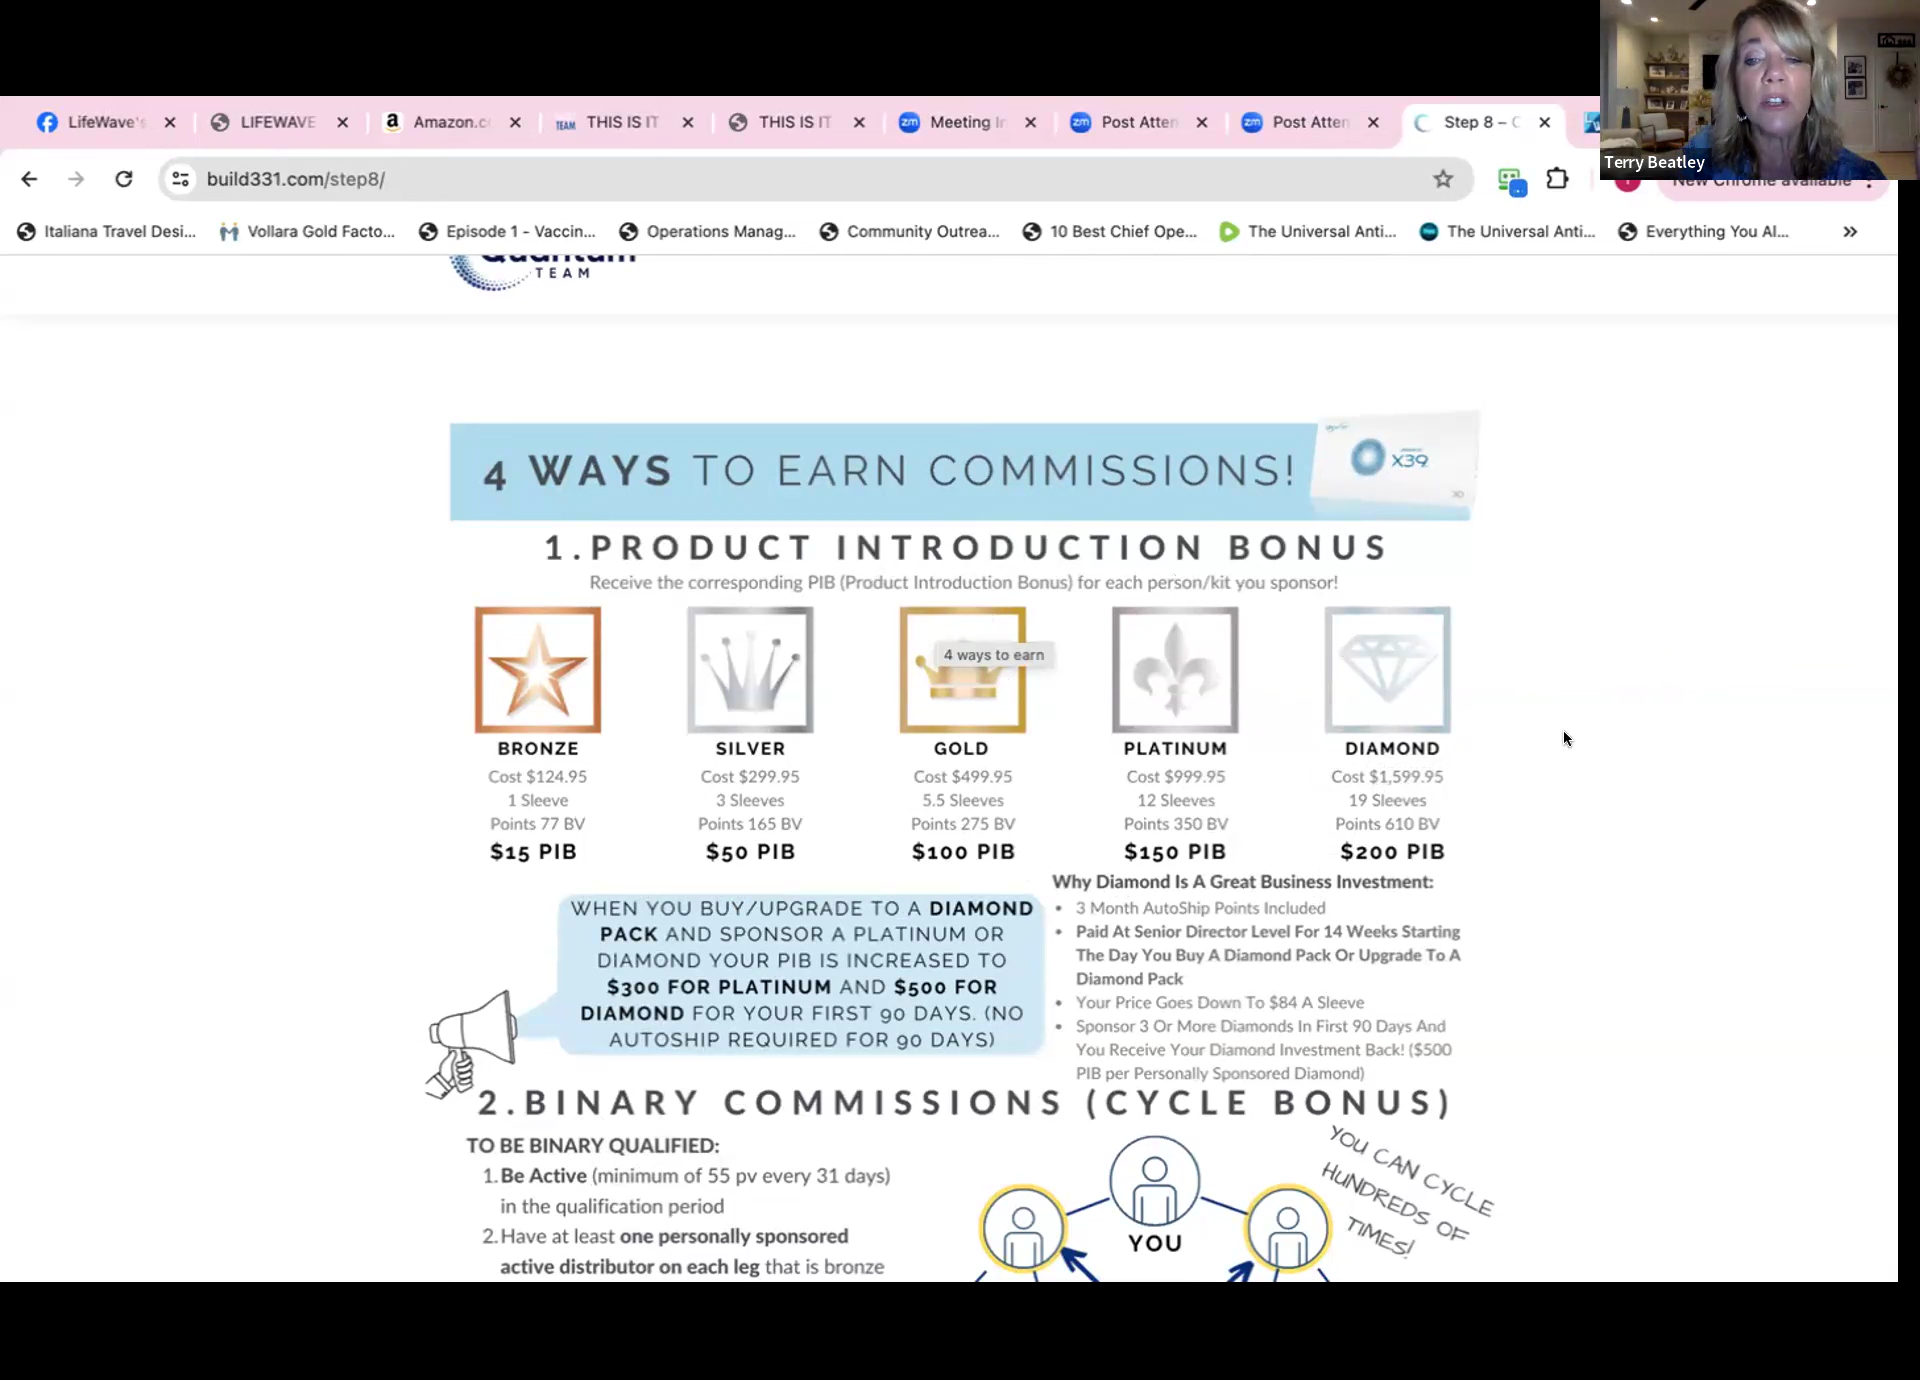 LifeWave's
LIFEWAVE
Amazon.c
TEAM THIS IS IT
THIS IS IT
zm Meeting In
zm Post Atten
zm Post Atten
Step 8 – C
Terry Beatley
build331.com/step8/
New Chrome available
Italiana Travel Desi...
Vollara Gold Facto...
Episode 1 - Vaccin...
Operations Manag...
Community Outrea...
10 Best Chief Ope...
The Universal Anti...
The Universal Anti...
Everything You Al...
Quantum
TEAM
4 WAYS TO EARN COMMISSIONS!
X39
1.PRODUCT INTRODUCTION BONUS
Receive the corresponding PIB (Product Introduction Bonus) for each person/kit you sponsor!
4 ways to earn
BRONZE
Cost $124.95
1 Sleeve
Points 77 BV
$15 PIB
SILVER
Cost $299.95
3 Sleeves
Points 165 BV
$50 PIB
GOLD
Cost $499.95
5.5 Sleeves
Points 275 BV
$100 PIB
PLATINUM
Cost $999.95
12 Sleeves
Points 350 BV
$150 PIB
DIAMOND
Cost $1,599.95
19 Sleeves
Points 610 BV
$200 PIB
WHEN YOU BUY/UPGRADE TO A DIAMOND
PACK AND SPONSOR A PLATINUM OR
DIAMOND YOUR PIB IS INCREASED TO
$300 FOR PLATINUM AND $500 FOR
DIAMOND FOR YOUR FIRST 90 DAYS. (NO
AUTOSHIP REQUIRED FOR 90 DAYS)
Why Diamond Is A Great Business Investment:
• 3 Month AutoShip Points Included
• Paid At Senior Director Level For 14 Weeks Starting
The Day You Buy A Diamond Pack Or Upgrade To A
Diamond Pack
• Your Price Goes Down To $84 A Sleeve
• Sponsor 3 Or More Diamonds In First 90 Days And
You Receive Your Diamond Investment Back! ($500
PIB per Personally Sponsored Diamond)
2.BINARY COMMISSIONS (CYCLE BONUS)
TO BE BINARY QUALIFIED:
1.Be Active (minimum of 55 pv every 31 days)
in the qualification period
2.Have at least one personally sponsored
active distributor on each leg that is bronze
YOU
YOU CAN CYCLE
HUNDREDS OF
TIMES!